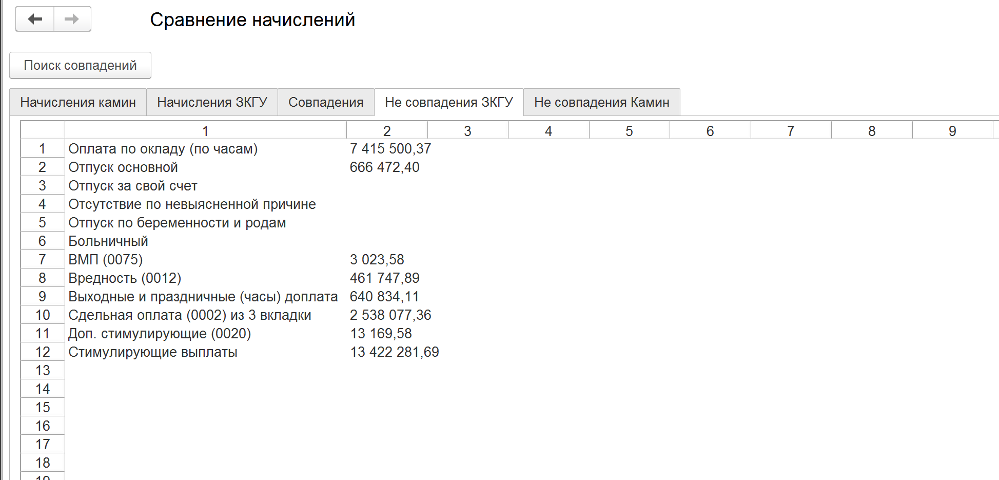 Сравнение начислений
Поиск совпадений
Начисления камин Начисления ЗКГУ Совпадения Не совпадения ЗКГУ Не совпадения Камин
1 2 3 4 5 6 7 8 9
1 Оплата по окладу (по часам) 7 415 500,37
2 Отпуск основной 666 472,40
3 Отпуск за свой счет
4 Отсутствие по невыясненной причине
5 Отпуск по беременности и родам
6 Больничный
7 ВМП (0075) 3 023,58
8 Вредность (0012) 461 747,89
9 Выходные и праздничные (часы) доплата 640 834,11
10 Сдельная оплата (0002) из 3 вкладки 2 538 077,36
11 Доп. стимулирующие (0020) 13 169,58
12 Стимулирующие выплаты 13 422 281,69
13
14
15
16
17
18
19